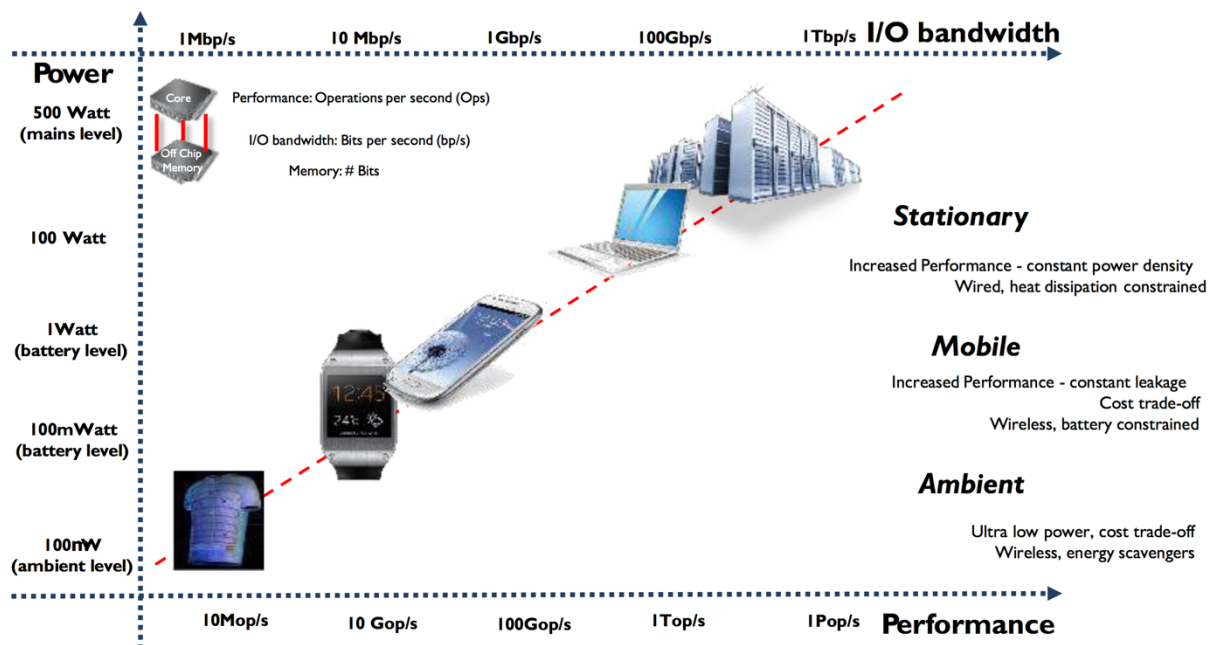 1Mbp/s 10 Mbp/s 1Gbp/s 100Gbp/s 1Tbp/s I/O bandwidth
Power
500 Watt
(mains level)
Core
Off Chip
Memory
Performance: Operations per second (Ops)
I/O bandwidth: Bits per second (bp/s)
Memory: # Bits
100 Watt
1Watt
(battery level)
100mWatt
(battery level)
100mW
(ambient level)
12:45
24°c
Stationary
Increased Performance - constant power density
Wired, heat dissipation constrained
Mobile
Increased Performance - constant leakage
Cost trade-off
Wireless, battery constrained
Ambient
Ultra low power, cost trade-off
Wireless, energy scavengers
10Mop/s 10 Gop/s 100Gop/s 1Top/s 1Pop/s Performance